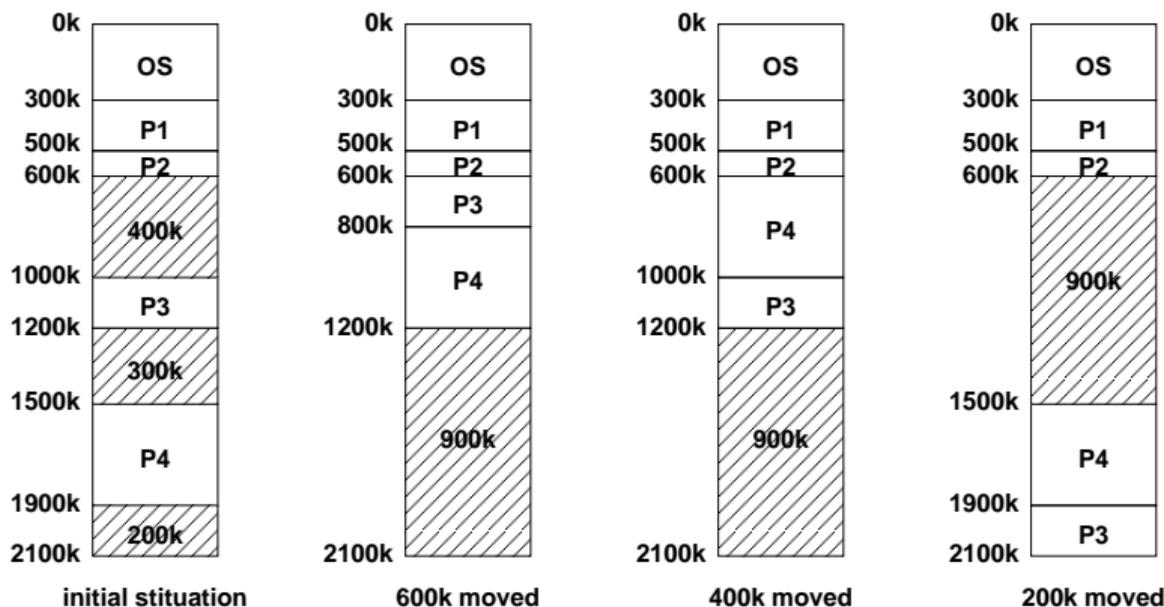 0k
OS
300k
P1
500k
P2
600k
400k
1000k
P3
1200k
300k
1500k
P4
1900k
200k
2100k
initial stituation
0k
OS
300k
P1
500k
P2
600k
P3
800k
P4
1200k
900k
2100k
600k moved
0k
OS
300k
P1
500k
P2
600k
P4
1000k
P3
1200k
900k
2100k
400k moved
0k
OS
300k
P1
500k
P2
600k
900k
1500k
P4
1900k
P3
2100k
200k moved